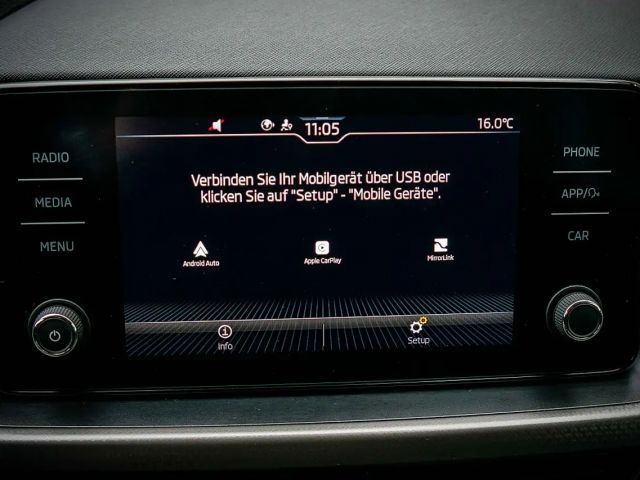 11:05
16.0°C
RADIO
MEDIA
MENU
PHONE
APP/
CAR
Verbinden Sie Ihr Mobilgerät über USB oder
klicken Sie auf "Setup" - "Mobile Geräte".
Android Auto
Apple CarPlay
MirrorLink
Info
Setup